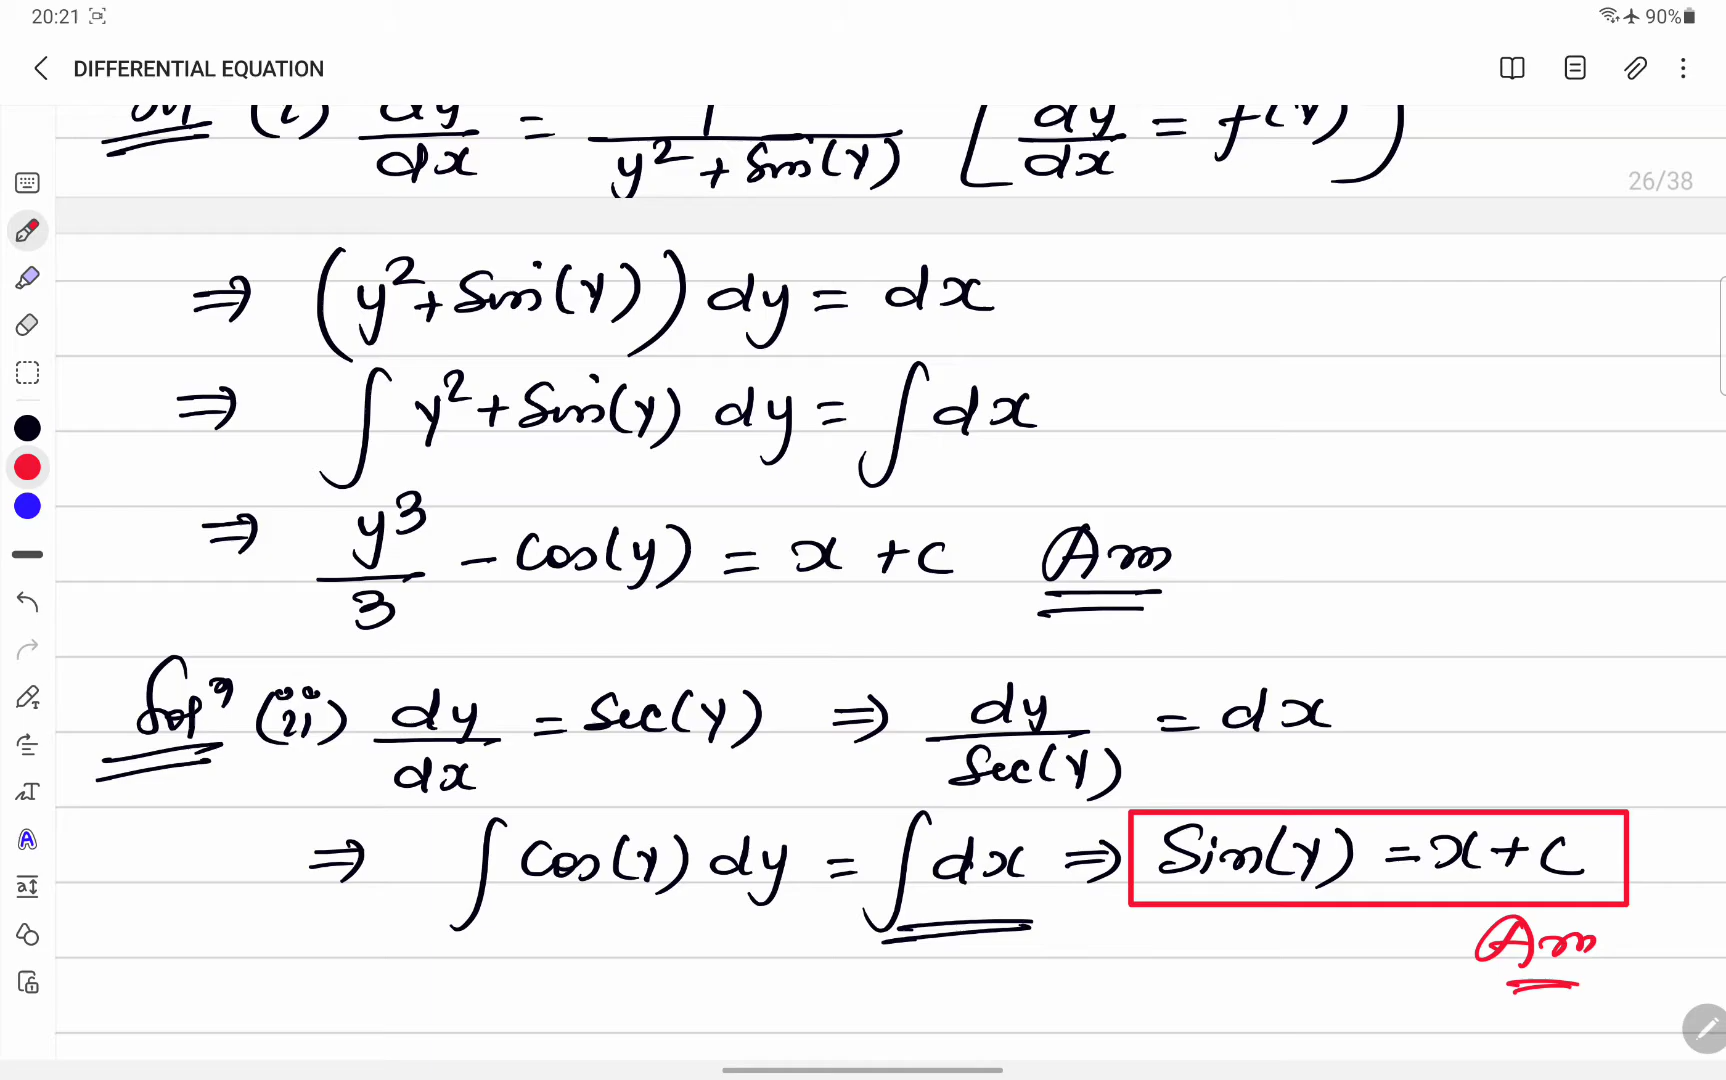 20:21 90%
DIFFERENTIAL EQUATION
Solⁿ (i) dy/dx = 1/(y² + Sin(y)) [dy/dx = f(y)]
26/38
⇒ (y² + Sin(y)) dy = dx
⇒ ∫ y² + Sin(y) dy = ∫ dx
⇒ y³/3 - Cos(y) = x + c Ans
Solⁿ (ii) dy/dx = Sec(y) ⇒ dy/Sec(y) = dx
⇒ ∫ Cos(y) dy = ∫ dx ⇒ Sin(y) = x + c
Ans